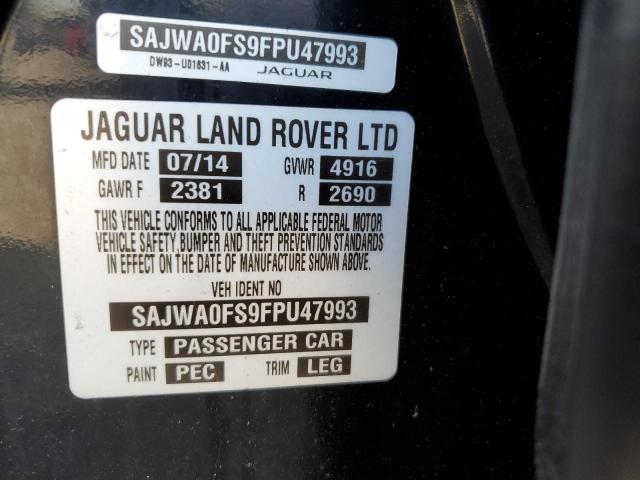 SAJWA0FS9FPU47993
DW93-U01631-AA JAGUAR
JAGUAR LAND ROVER LTD
MFD DATE 07/14 GVWR 4916
GAWR F 2381 R 2690
THIS VEHICLE CONFORMS TO ALL APPLICABLE FEDERAL MOTOR
VEHICLE SAFETY,BUMPER AND THEFT PREVENTION STANDARDS
IN EFFECT ON THE DATE OF MANUFACTURE SHOWN ABOVE.
VEH IDENT NO
SAJWA0FS9FPU47993
TYPE PASSENGER CAR
PAINT PEC TRIM LEG